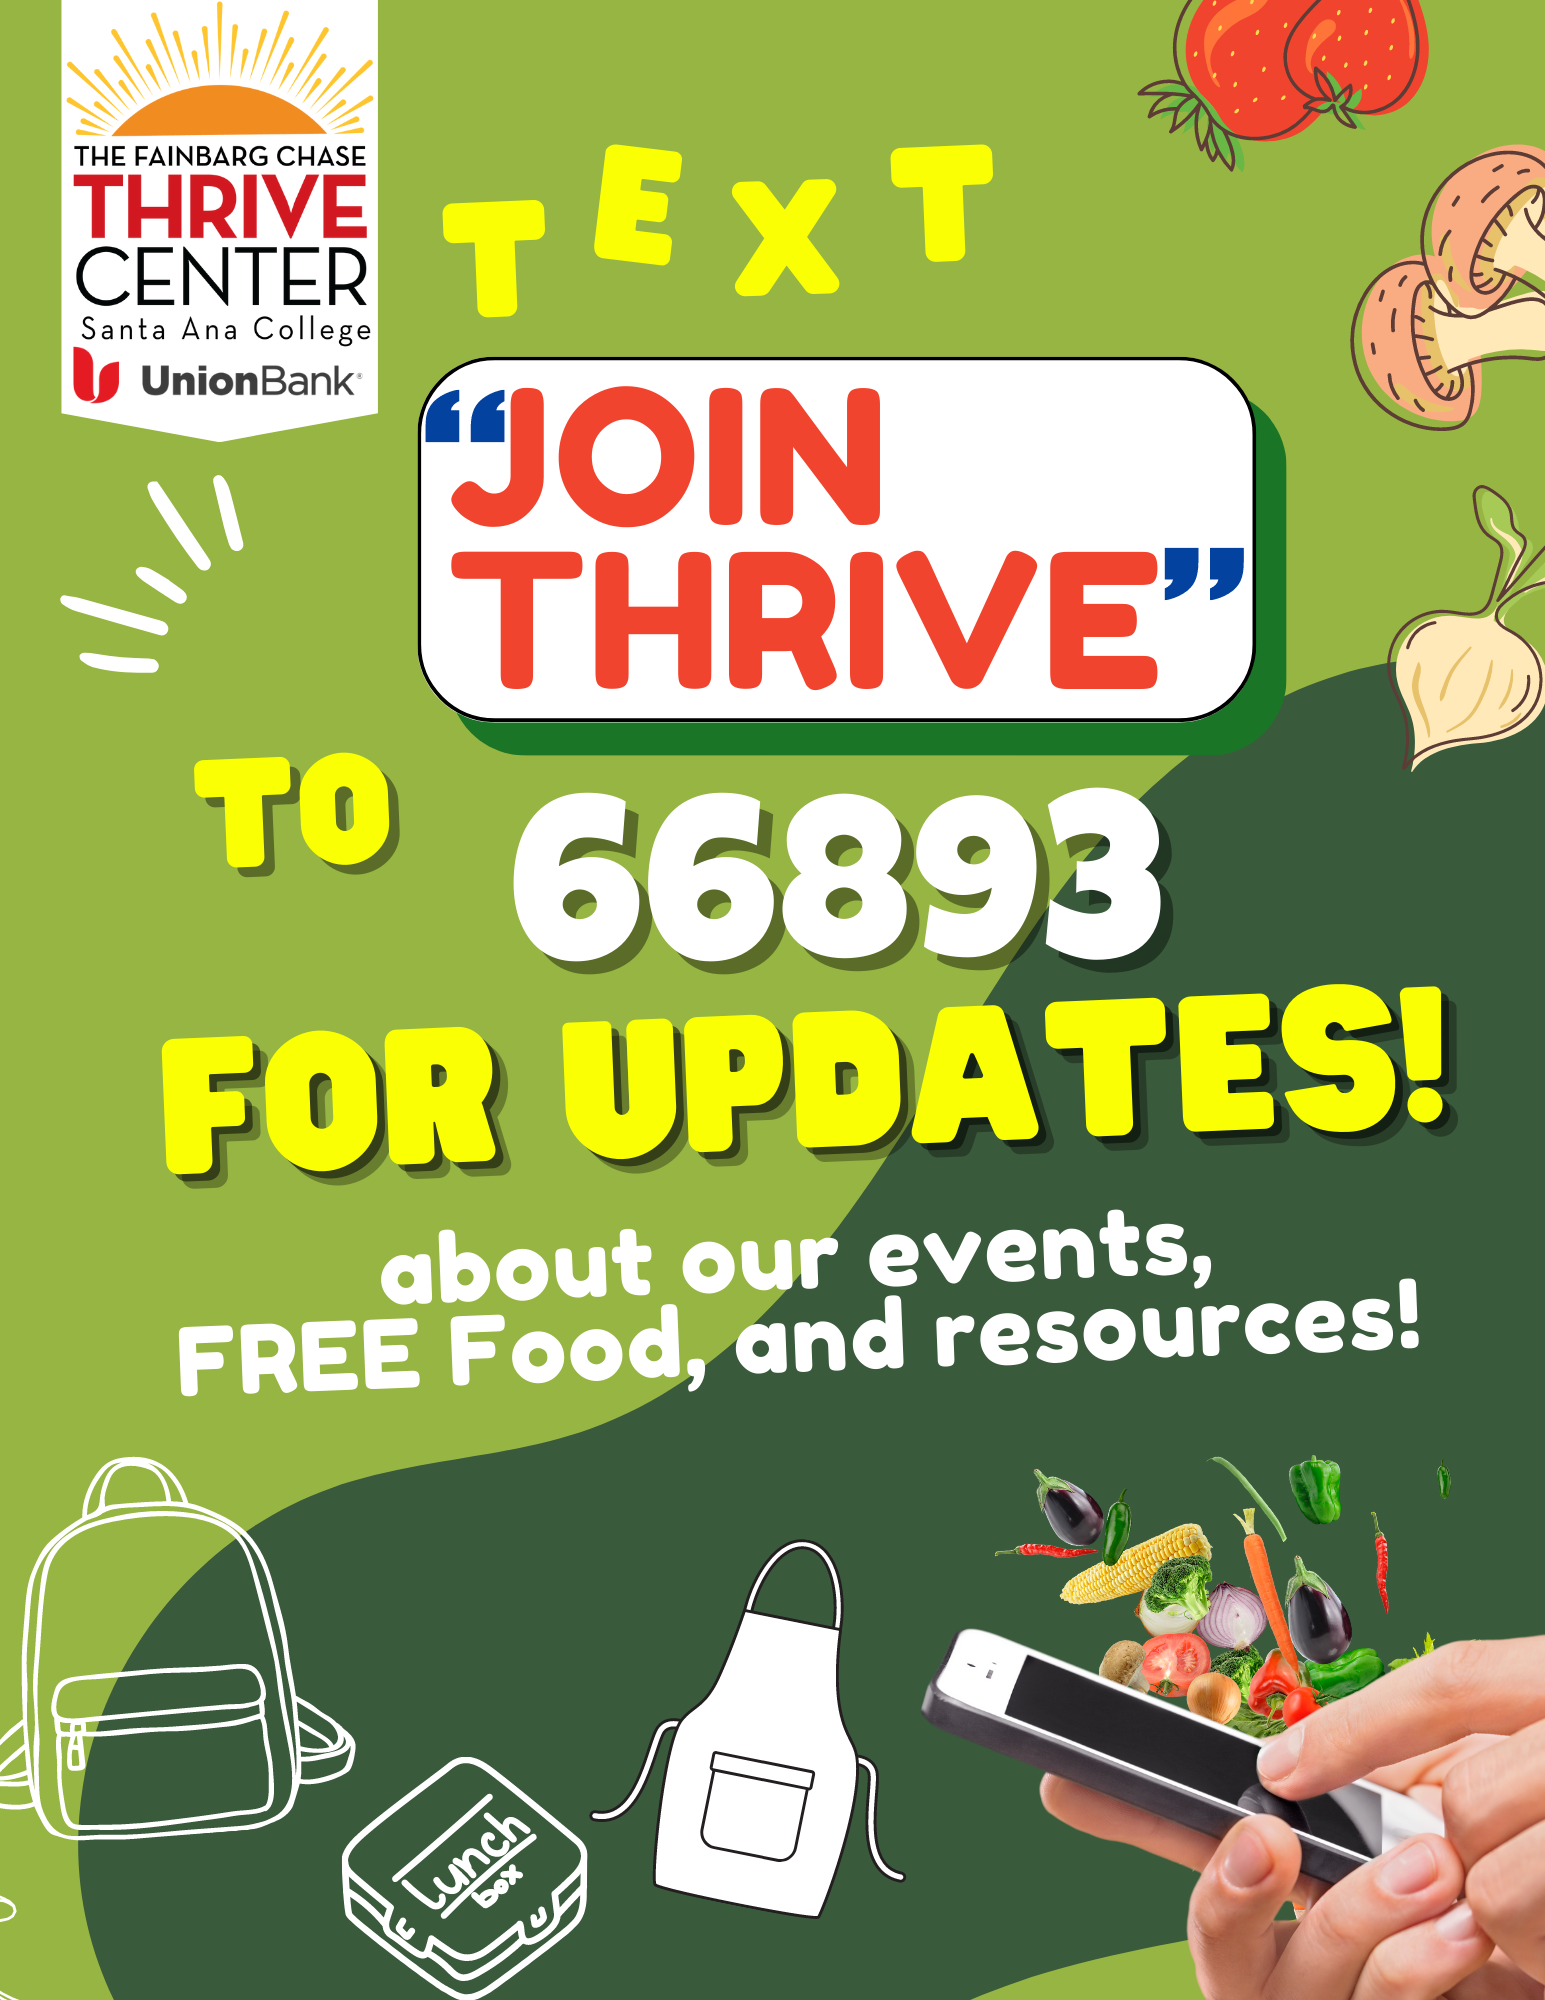 THE FAINBARG CHASE
THRIVE
CENTER
Santa Ana College
UnionBank®
TEXT
“JOIN
THRIVE”
TO
66893
FOR UPDATES!
about our events,
FREE Food, and resources!
Lunch
box